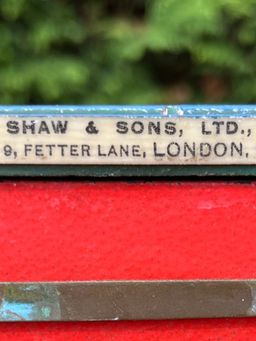 SHAW & SONS, LTD.,
9, FETTER LANE, LONDON,